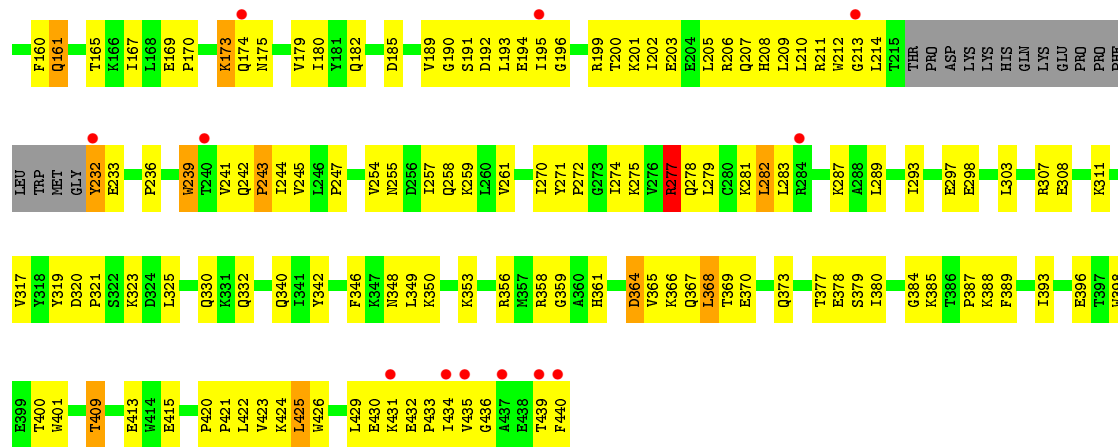 F160 Q161 T165 K166 I167 L168 E169 P170 K173 Q174 N175 V179 I180 Y181 Q182 D185 V189 G190 S191 D192 L193 E194 I195 G196 R199 T200 K201 I202 E203 E204 L205 R206 Q207 H208 L209 L210 R211 W212 G213 L214 T215 THR PRO ASP LYS LYS HIS GLN LYS GLU PRO PRO PHE
LEU TRP MET GLY Y232 E233 P236 W239 T240 V241 Q242 P243 I244 V245 L246 P247 V254 N255 D256 I257 Q258 K259 L260 V261 I270 Y271 P272 G273 I274 K275 V276 R277 Q278 L279 C280 K281 L282 L283 R284 K287 A288 L289 I293 E297 E298 L303 R307 E308 K311
V317 Y318 Y319 D320 P321 S322 K323 D324 L325 Q330 K331 Q332 Q340 I341 Y342 F346 K347 N348 L349 K350 K353 R356 M357 R358 G359 A360 H361 D364 V365 K366 Q367 L368 T369 E370 Q373 T377 E378 S379 I380 G384 K385 T386 P387 K388 F389 I393 E396 T397 W398
E399 T400 W401 T409 E413 W414 E415 P420 P421 L422 V423 K424 L425 W426 L429 E430 K431 E432 P433 I434 V435 G436 A437 E438 T439 F440